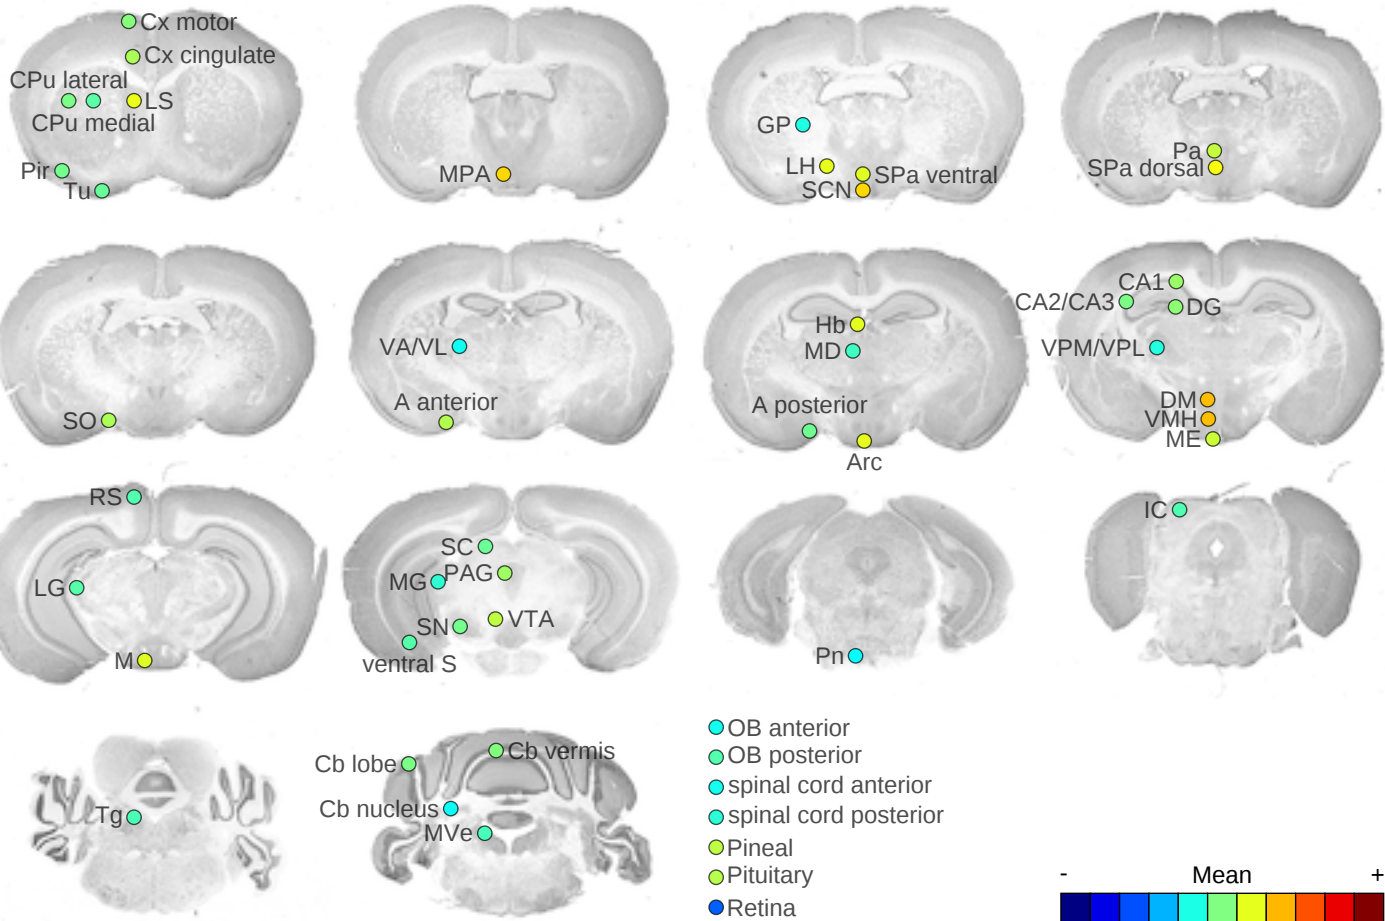 Cx motor
Cx cingulate
CPu lateral
LS
CPu medial
Pir
Tu
MPA
GP
LH
SPa ventral
SCN
Pa
SPa dorsal
SO
VA/VL
A anterior
Hb
MD
A posterior
Arc
CA1
CA2/CA3
DG
VPM/VPL
DM
VMH
ME
RS
LG
M
SC
MG
PAG
SN
VTA
ventral S
Pn
IC
Tg
Cb lobe
Cb vermis
Cb nucleus
MVe
OB anterior
OB posterior
spinal cord anterior
spinal cord posterior
Pineal
Pituitary
Retina
- Mean +